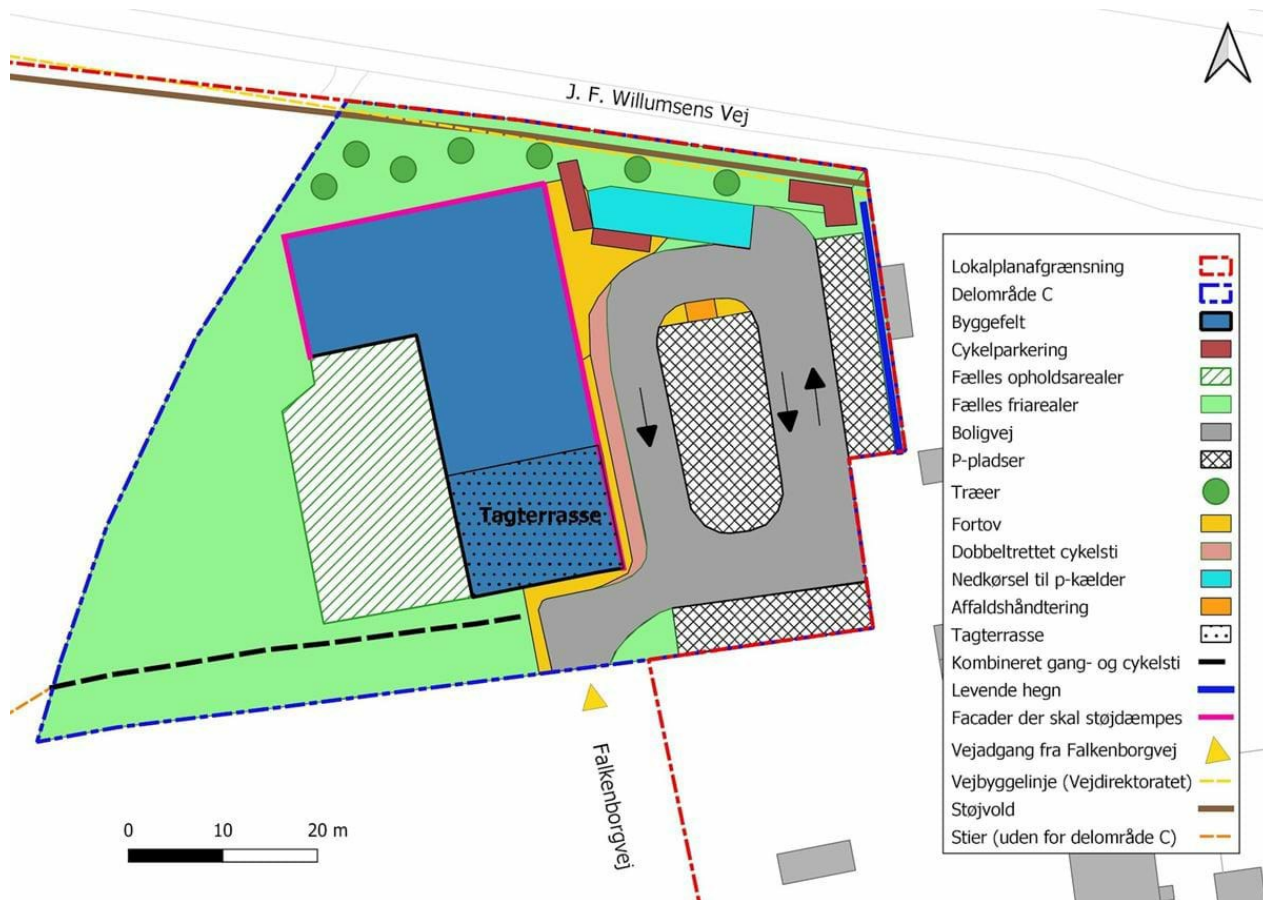 J. F. Willumsens Vej
Lokalplanafgrænsning
Delområde C
Byggefelt
Cykelparkering
Fælles opholdsarealer
Fælles friarealer
Boligvej
P-pladser
Træer
Fortov
Dobbeltrettet cykelsti
Nedkørsel til p-kælder
Affaldshåndtering
Tagterrasse
Kombineret gang- og cykelsti
Levende hegn
Facader der skal støjdæmpes
Vejadgang fra Falkenborgvej
Vejbyggelinje (Vejdirektoratet)
Støjvold
Stier (uden for delområde C)
Tagterrasse
Falkenborgvej
0 10 20 m